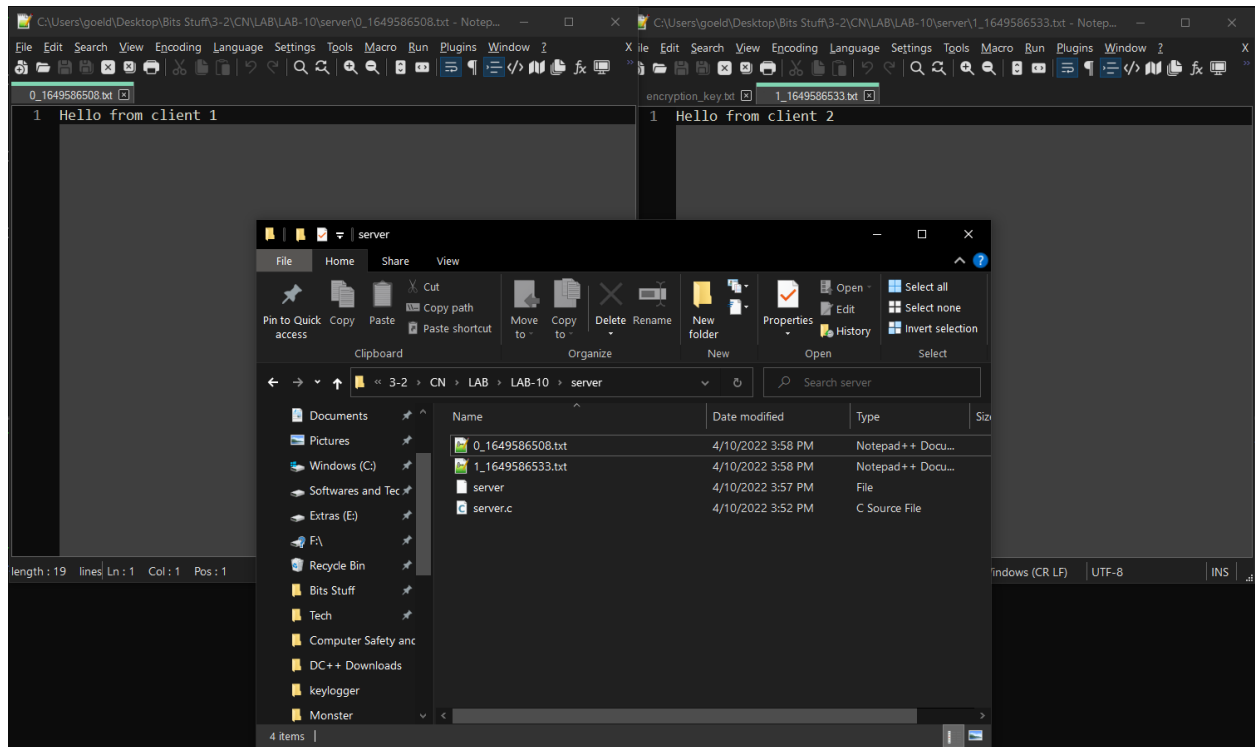 C:\Users\goeld\Desktop\Bits Stuff\3-2\CN\LAB\LAB-10\server\0_1649586508.txt - Notep...
File Edit Search View Encoding Language Settings Tools Macro Run Plugins Window ? X
0_1649586508.txt
1 Hello from client 1
C:\Users\goeld\Desktop\Bits Stuff\3-2\CN\LAB\LAB-10\server\1_1649586533.txt - Notep...
ile Edit Search View Encoding Language Settings Tools Macro Run Plugins Window ? X
encryption_key.txt 1_1649586533.txt
1 Hello from client 2
server
File Home Share View
Pin to Quick access
Copy
Paste
Cut
Copy path
Paste shortcut
Clipboard
Move to
Copy to
Delete
Rename
Organize
New folder
New
Properties
Open
Edit
History
Open
Select all
Select none
Invert selection
Select
« 3-2 › CN › LAB › LAB-10 › server
Search server
Documents
Pictures
Windows (C:)
Softwares and Tec
Extras (E:)
F:\
Recycle Bin
Bits Stuff
Tech
Computer Safety and
DC++ Downloads
keylogger
Monster
Name Date modified Type Size
0_1649586508.txt 4/10/2022 3:58 PM Notepad++ Docu...
1_1649586533.txt 4/10/2022 3:58 PM Notepad++ Docu...
server 4/10/2022 3:57 PM File
server.c 4/10/2022 3:52 PM C Source File
4 items
length : 19 lines Ln : 1 Col : 1 Pos : 1
indows (CR LF) UTF-8 INS